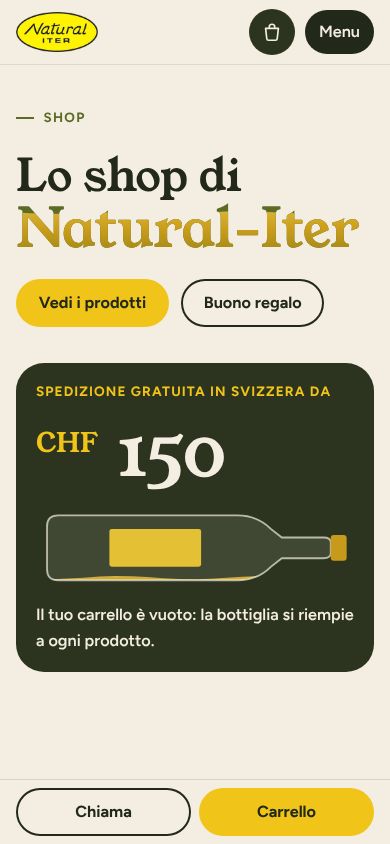 Natural
ITER
Menu
SHOP
Lo shop di
Natural-Iter
Vedi i prodotti
Buono regalo
SPEDIZIONE GRATUITA IN SVIZZERA DA
CHF 150
Il tuo carrello è vuoto: la bottiglia si riempie
a ogni prodotto.
Chiama
Carrello